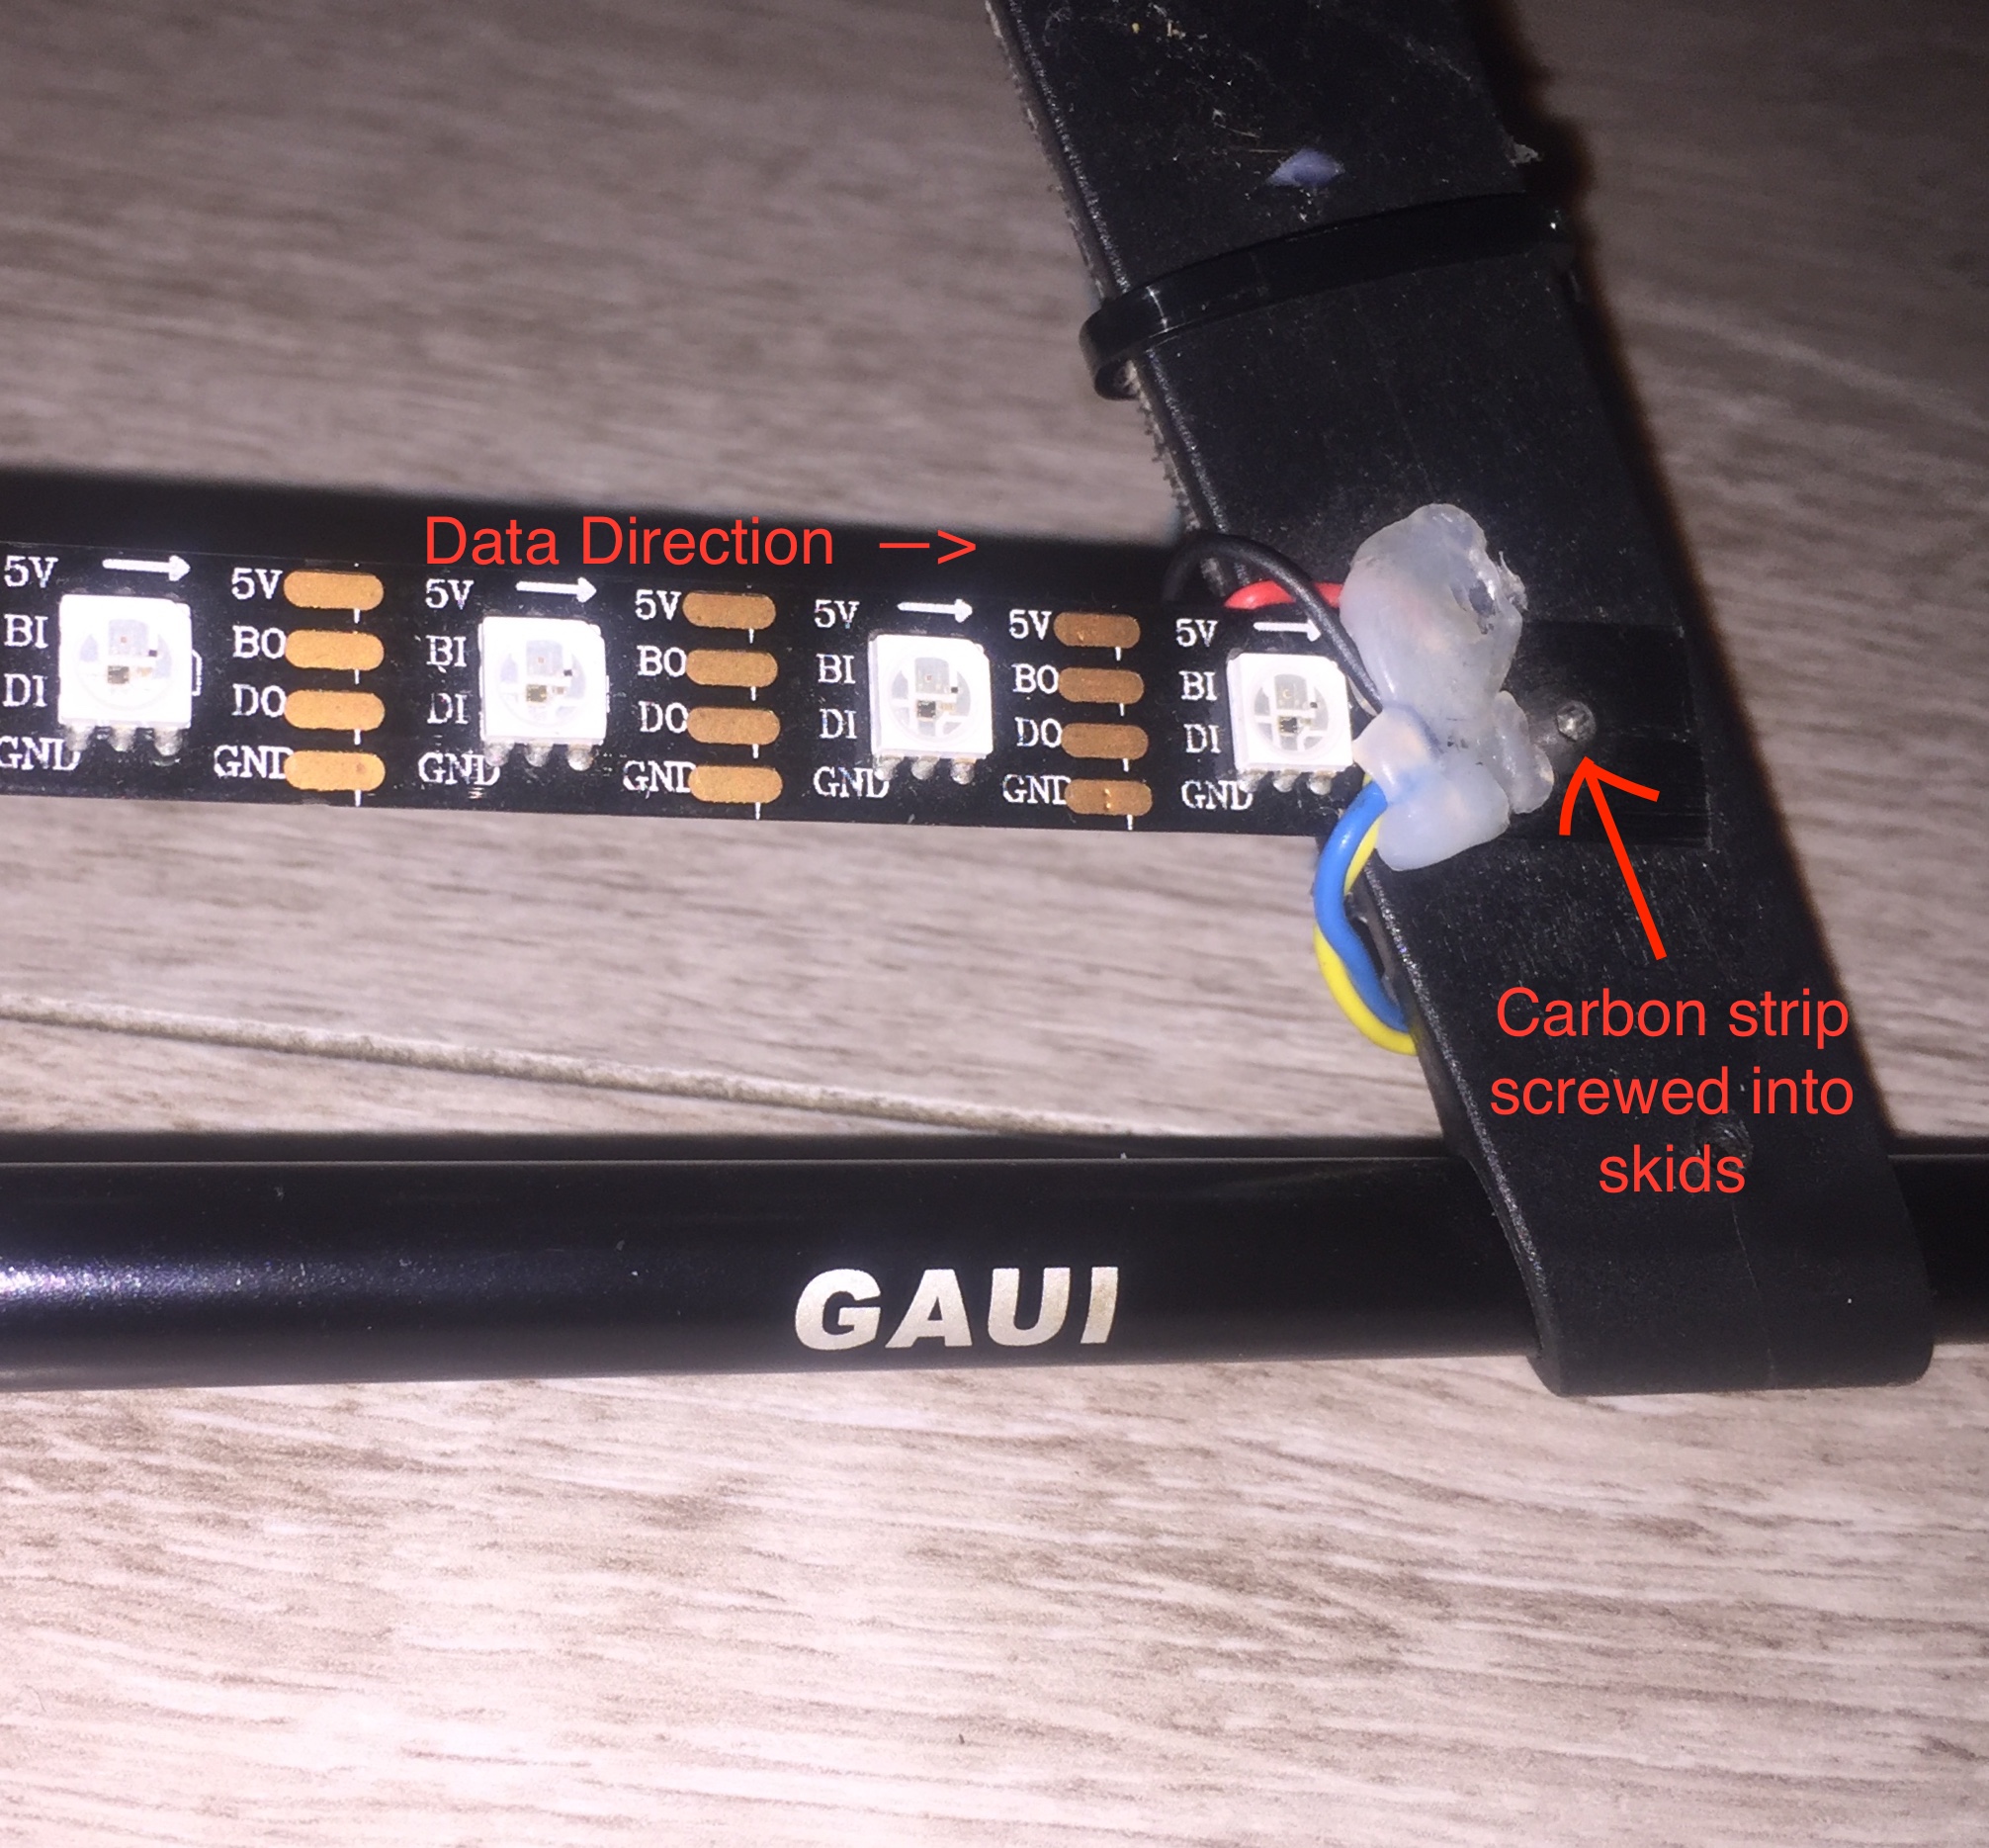 Data Direction —>
5V
BI
DI
GND
5V
BO
DO
GND
5V
BI
DI
GND
5V
BO
DO
GND
5V
BI
DI
GND
5V
BO
DO
GND
5V
BI
DI
GND
Carbon strip
screwed into
skids
GAUI